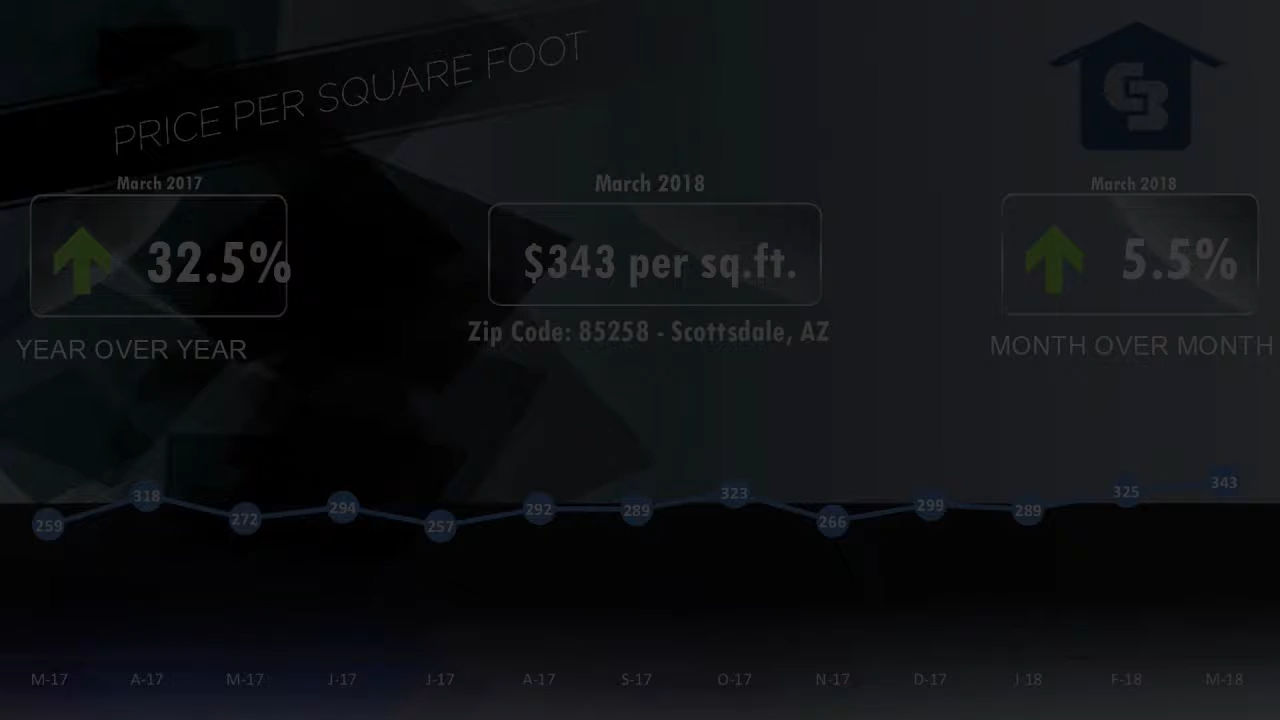 PRICE PER SQUARE FOOT
CB
March 2017
32.5%
YEAR OVER YEAR
March 2018
$343 per sq.ft.
Zip Code: 85258 - Scottsdale, AZ
March 2018
5.5%
MONTH OVER MONTH
259 318 272 294 257 292 289 323 266 299 289 325 343
M-17 A-17 M-17 J-17 J-17 A-17 S-17 O-17 N-17 D-17 J-18 F-18 M-18